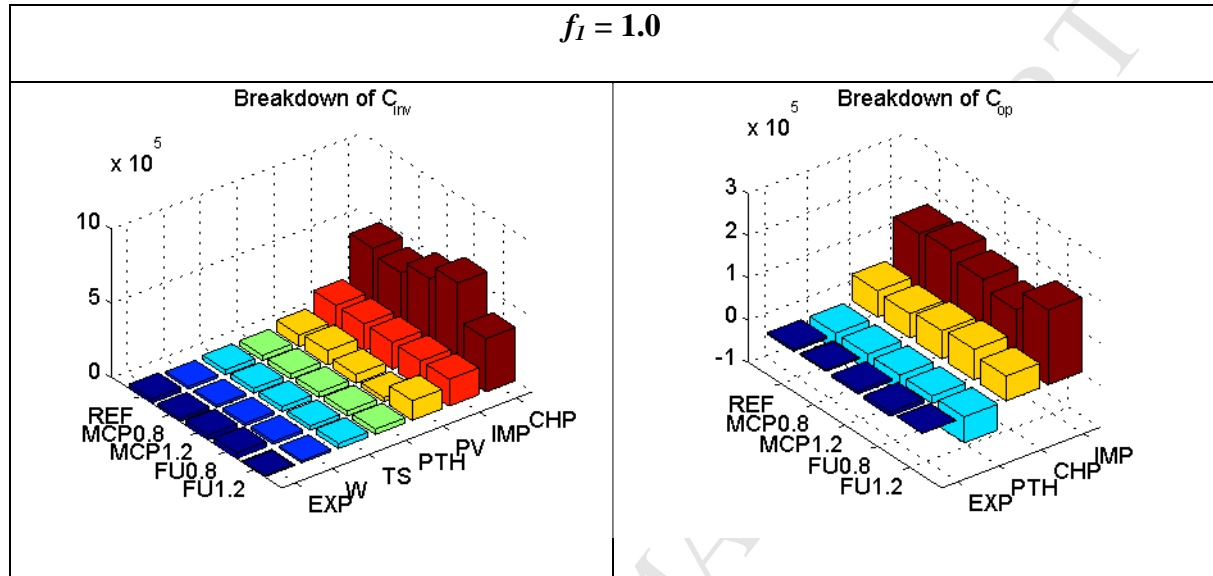 f1 = 1.0
Breakdown of Cinv
x 10^5
10
5
0
REF
MCP0.8
MCP1.2
FU0.8
FU1.2
EXP
W
TS
PTH
PV
IMP
CHP
Breakdown of Cop
x 10^5
3
2
1
0
-1
REF
MCP0.8
MCP1.2
FU0.8
FU1.2
EXP
PTH
CHP
IMP
M A
R
P T